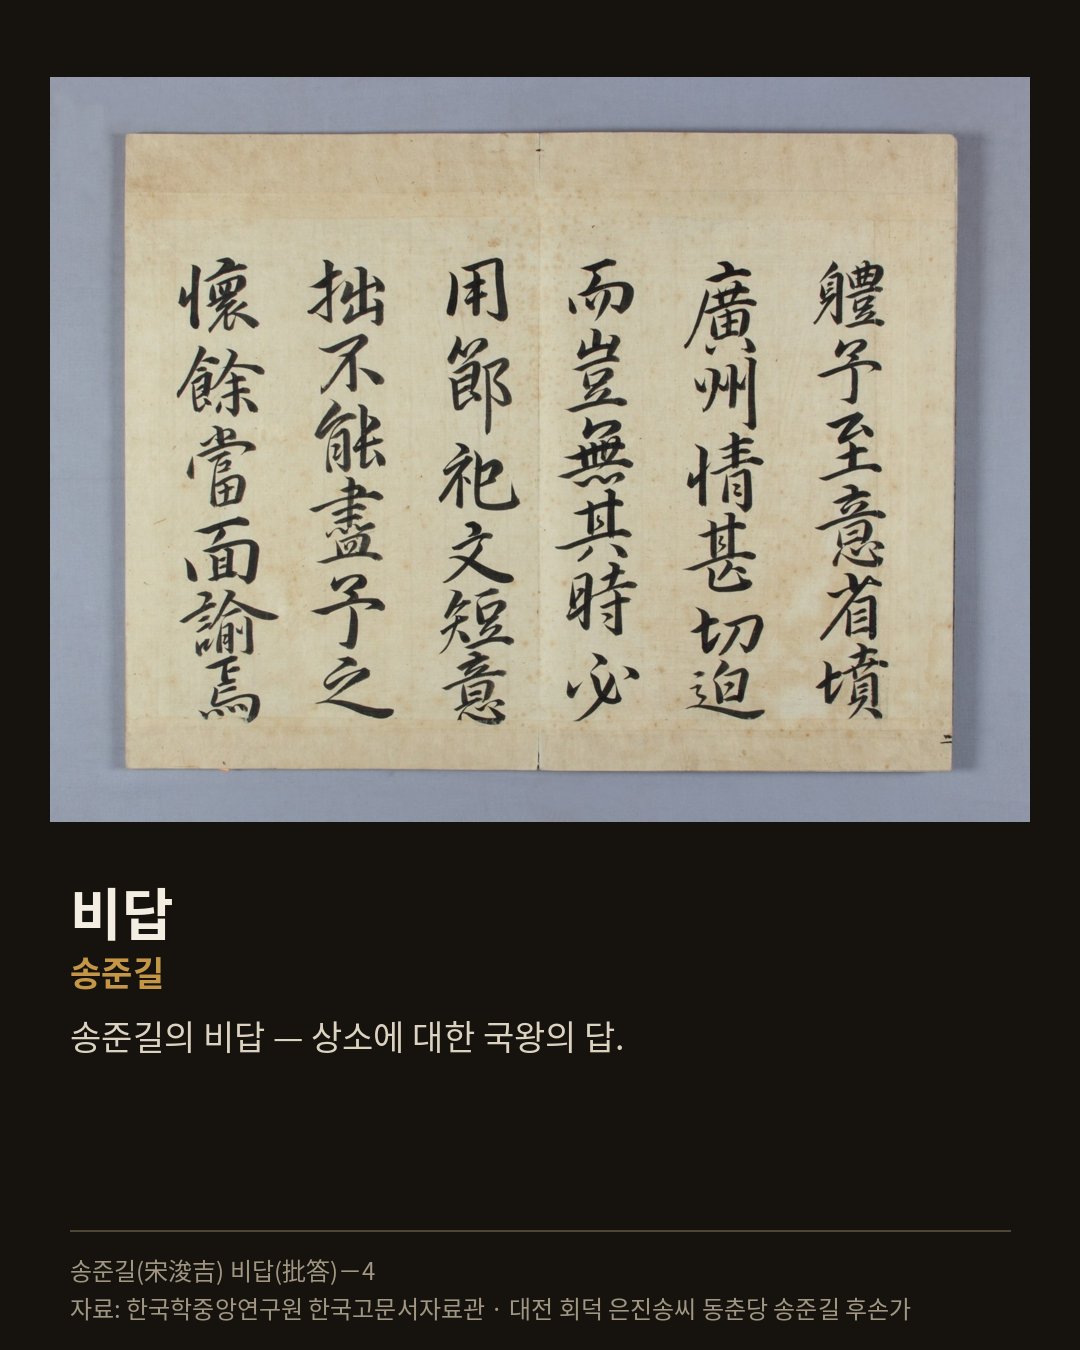 軆予至意省墳
廣州情甚切迫
而豈無其時必
用節祀文短意
拙不能盡予之
懷餘當面諭焉
二
비답
송준길
송준길의 비답 — 상소에 대한 국왕의 답.
송준길(宋浚吉) 비답(批答)－4
자료: 한국학중앙연구원 한국고문서자료관 · 대전 회덕 은진송씨 동춘당 송준길 후손가